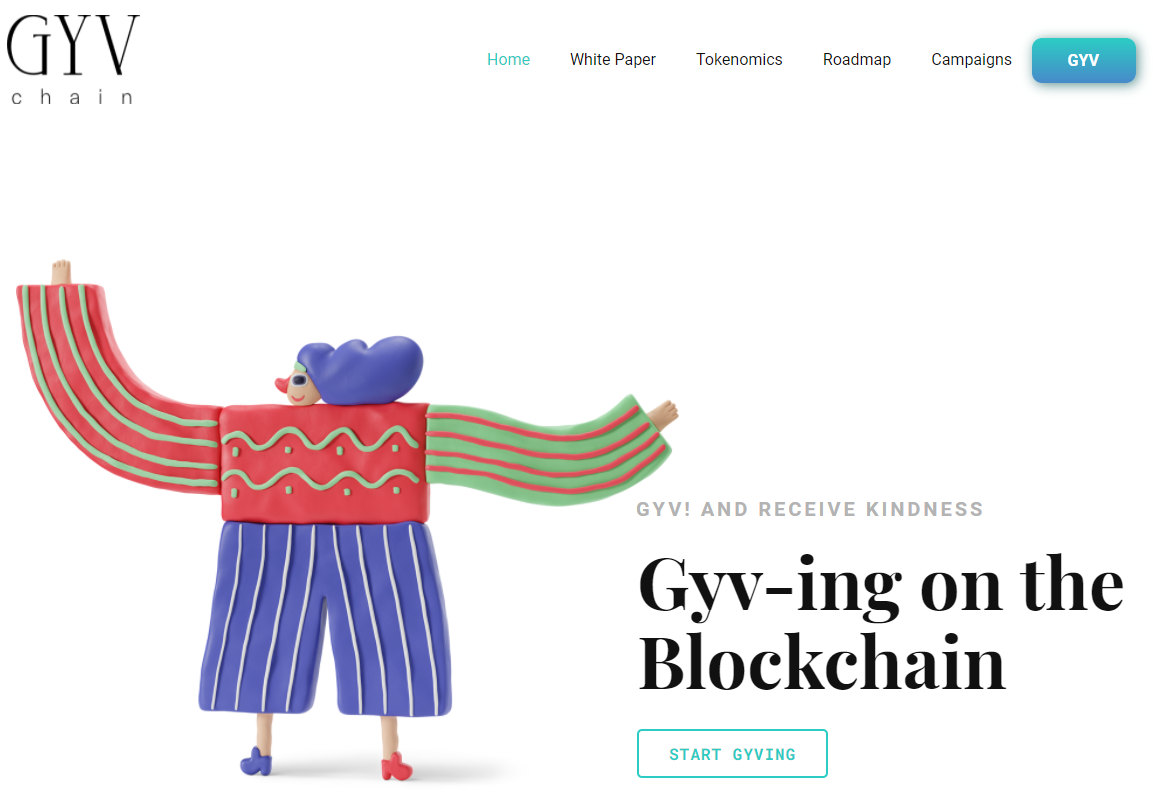 GYV
chain
Home
White Paper
Tokenomics
Roadmap
Campaigns
GYV
GYV! AND RECEIVE KINDNESS
Gyv-ing on the
Blockchain
START GYVING